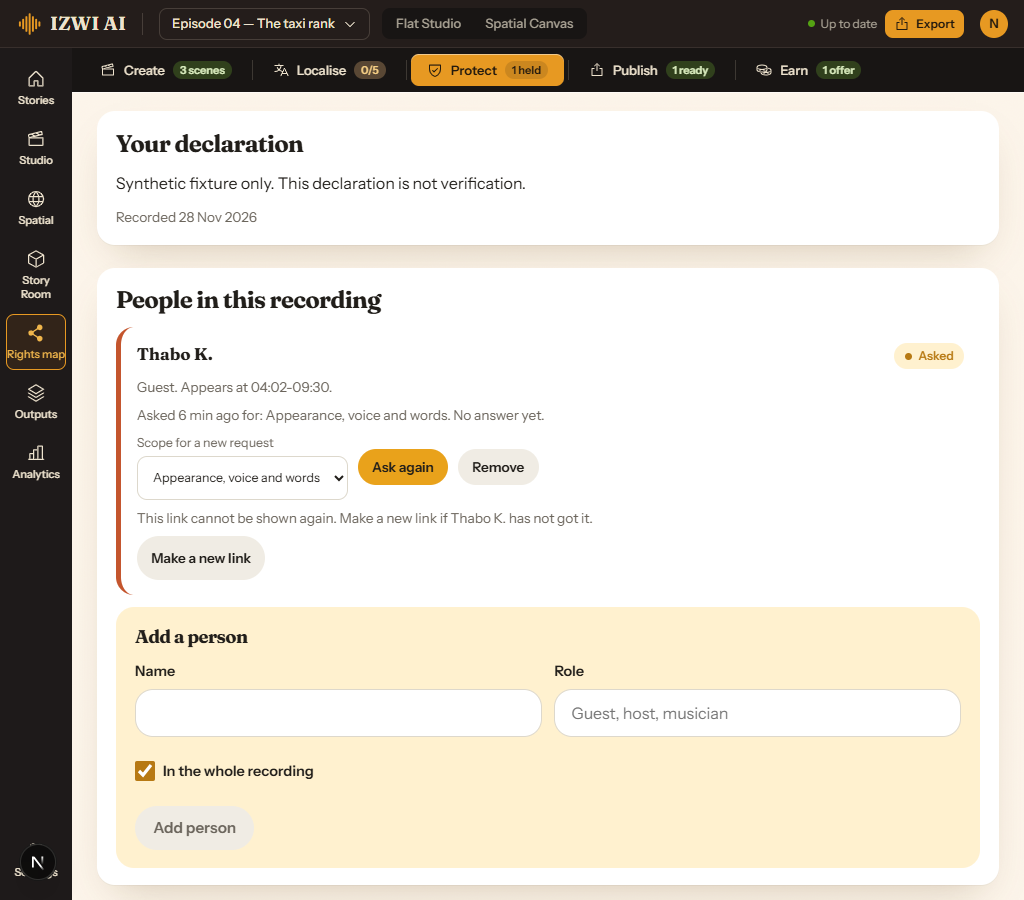 IZWI AI
Episode 04 — The taxi rank
Flat Studio
Spatial Canvas
Up to date
Export
N
Create
3 scenes
Localise
0/5
Protect
1 held
Publish
1 ready
Earn
1 offer
Stories
Studio
Spatial
Story
Room
Rights map
Outputs
Analytics
N
Your declaration
Synthetic fixture only. This declaration is not verification.
Recorded 28 Nov 2026
People in this recording
Thabo K.
Asked
Guest. Appears at 04:02-09:30.
Asked 6 min ago for: Appearance, voice and words. No answer yet.
Scope for a new request
Appearance, voice and words
Ask again
Remove
This link cannot be shown again. Make a new link if Thabo K. has not got it.
Make a new link
Add a person
Name
Role
Guest, host, musician
In the whole recording
Add person